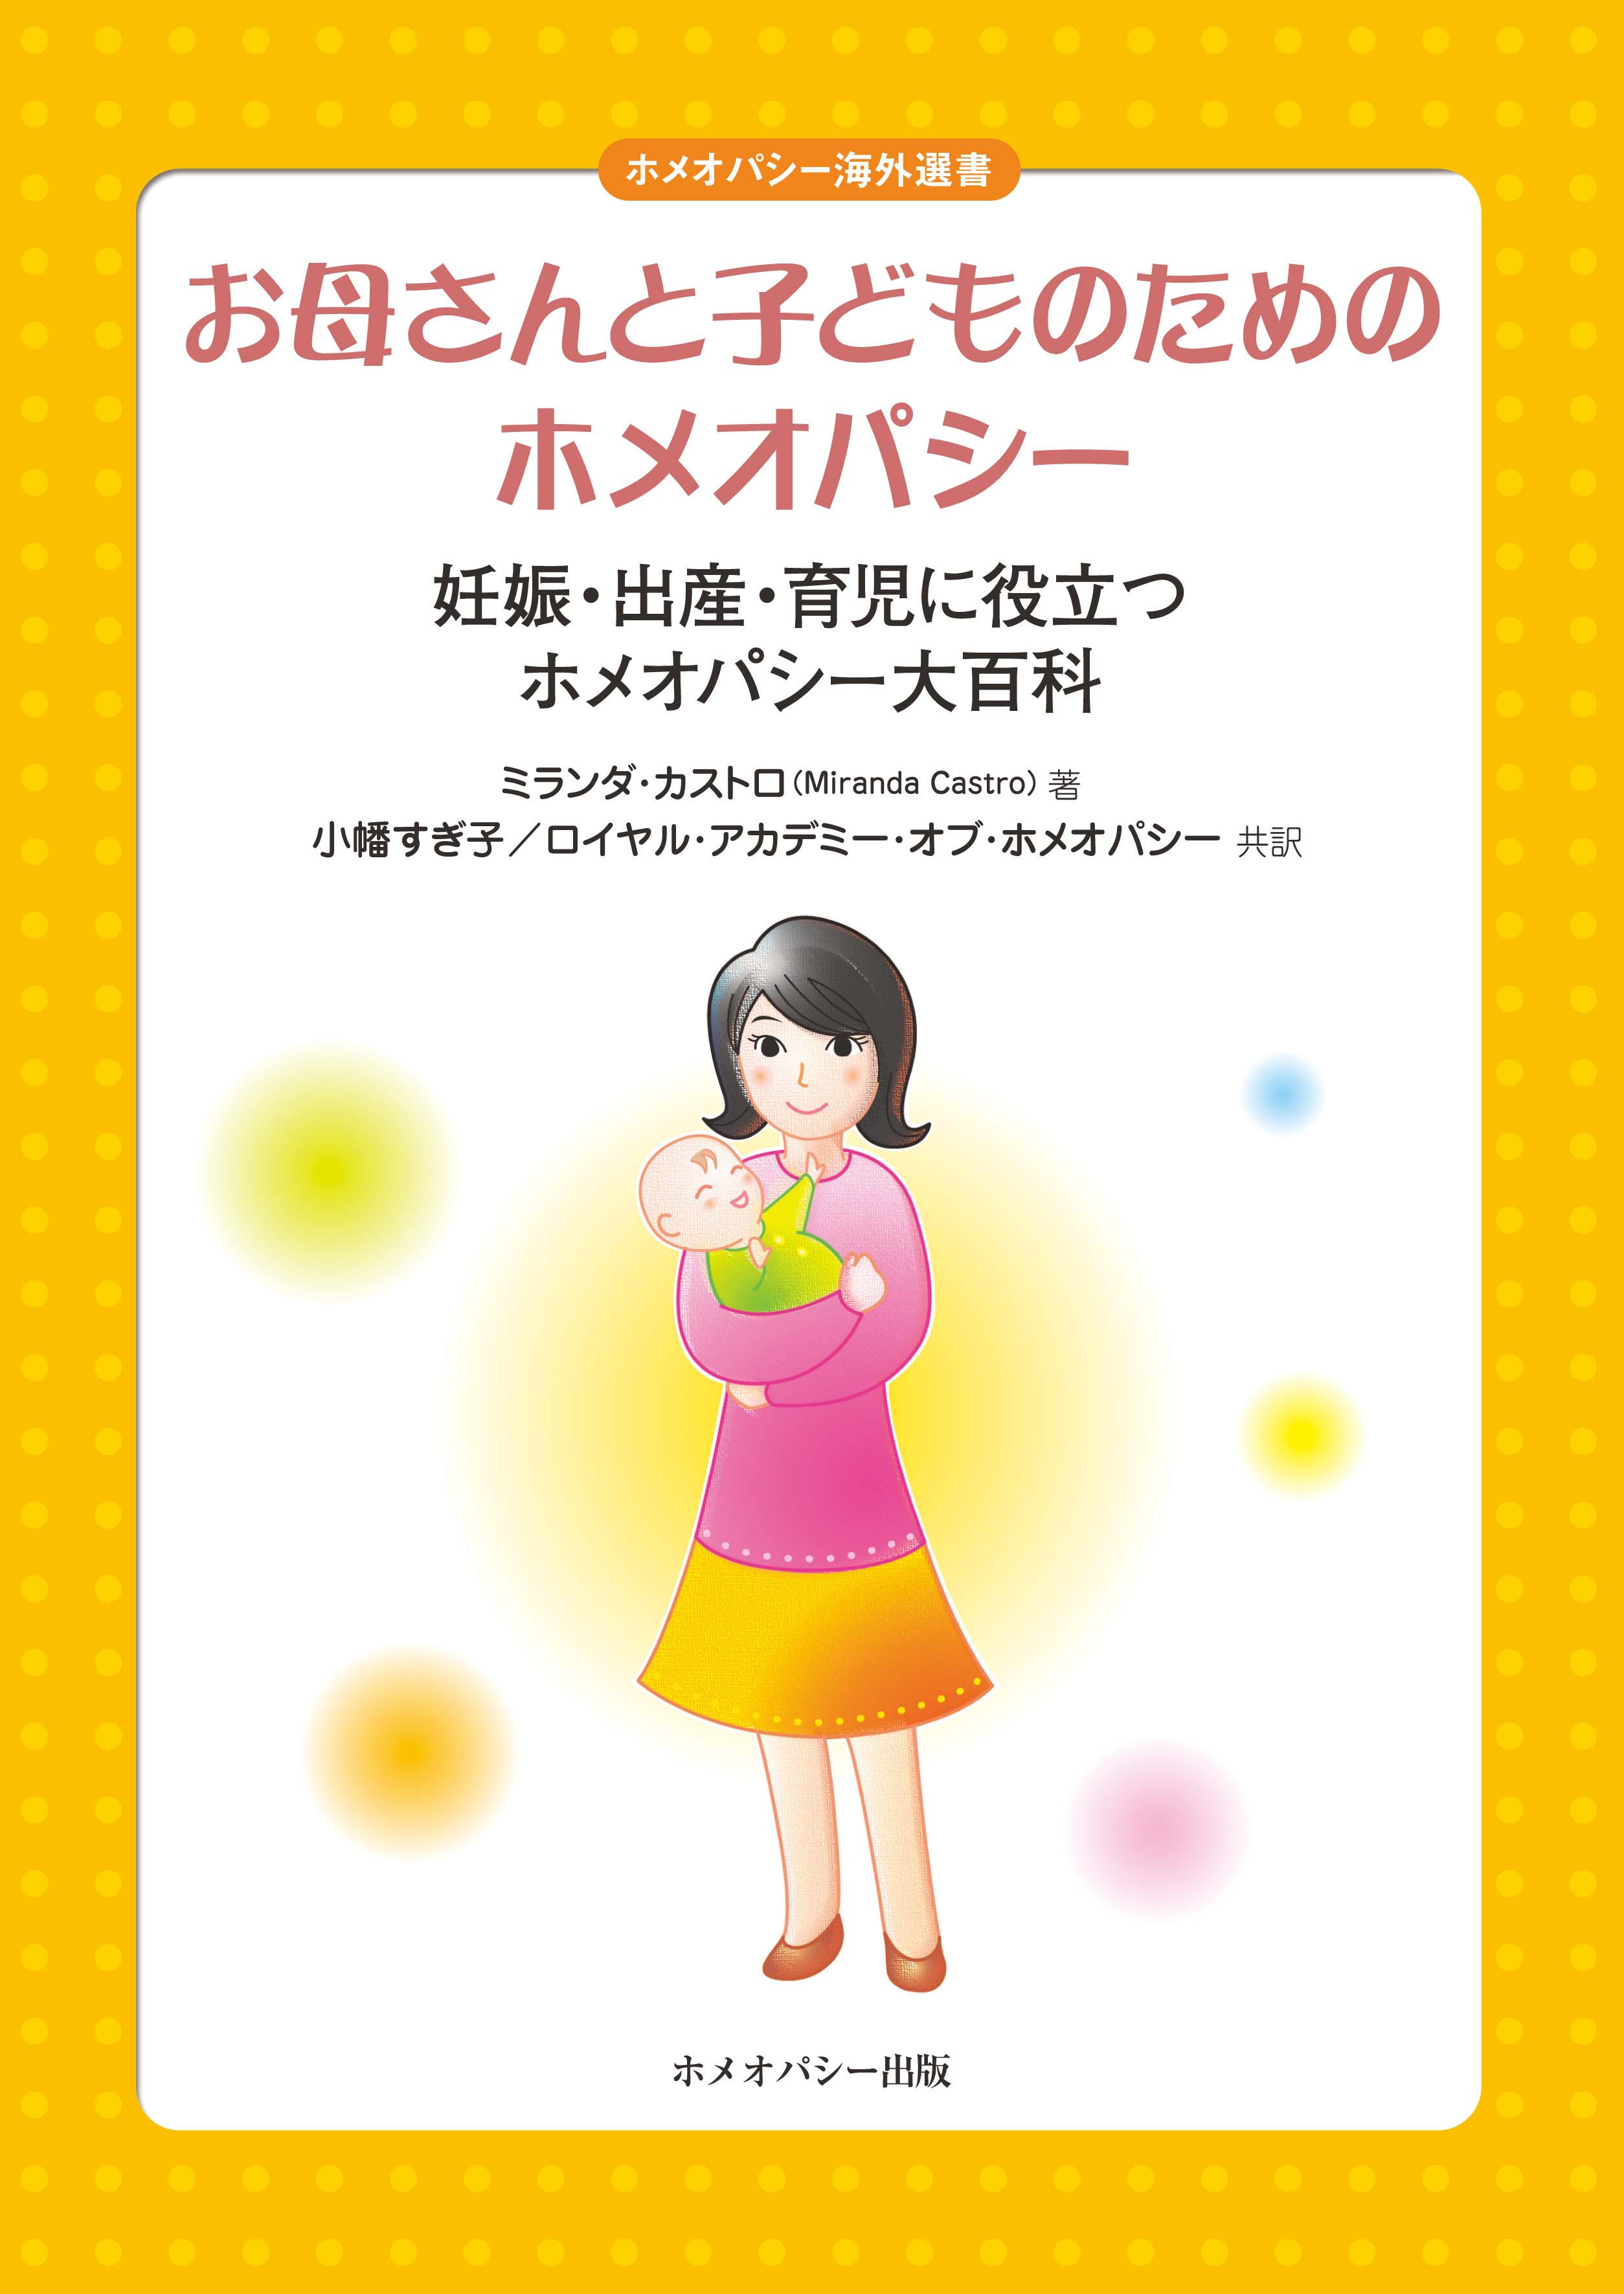 ホメオパシー海外選書
お母さんと子どものための
ホメオパシー
妊娠・出産・育児に役立つ
ホメオパシー大百科
ミランダ・カストロ(Miranda Castro) 著
小幡すぎ子／ロイヤル・アカデミー・オブ・ホメオパシー 共訳
ホメオパシー出版